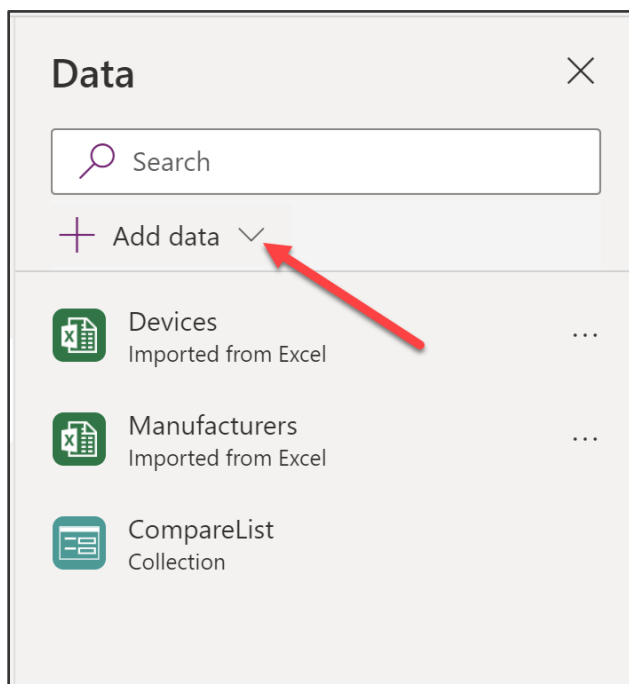 Data
Search
Add data
Devices
Imported from Excel
Manufacturers
Imported from Excel
CompareList
Collection